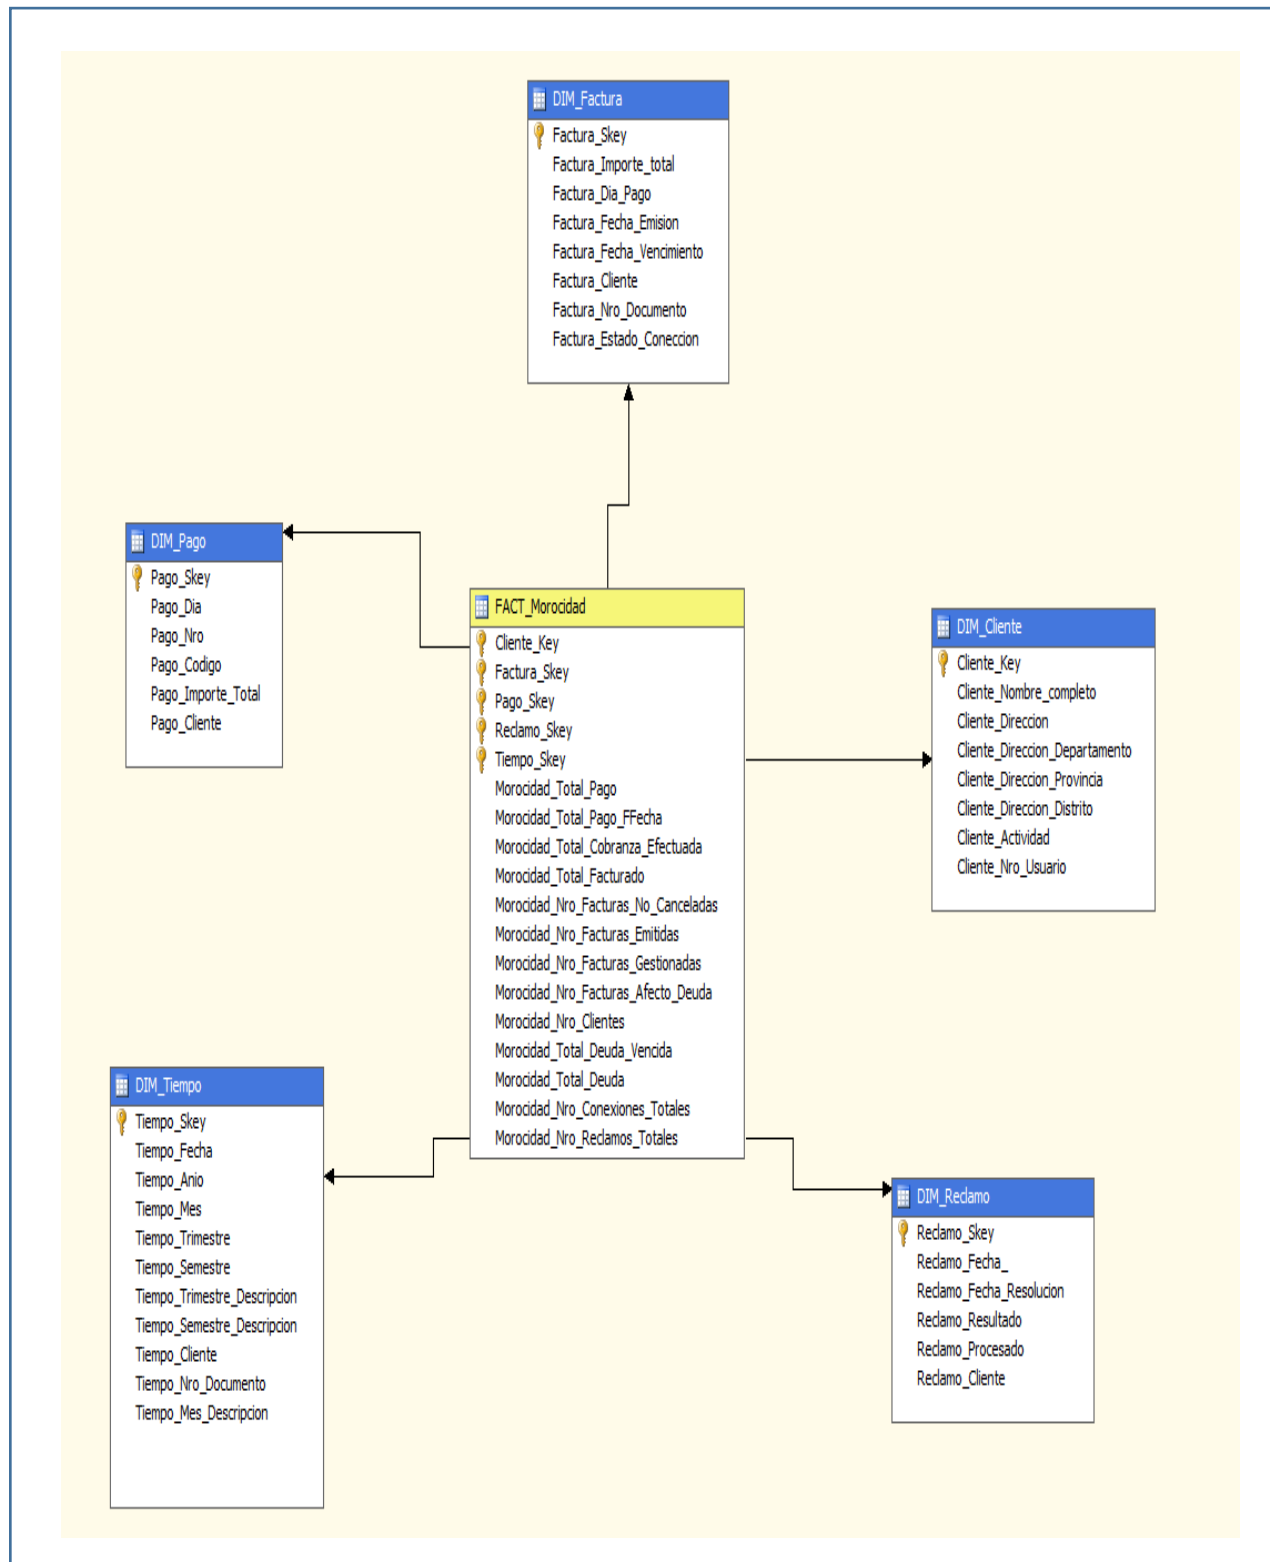 DIM_Factura
Factura_Skey
Factura_Importe_total
Factura_Dia_Pago
Factura_Fecha_Emision
Factura_Fecha_Vencimiento
Factura_Cliente
Factura_Nro_Documento
Factura_Estado_Coneccion
DIM_Pago
Pago_Skey
Pago_Dia
Pago_Nro
Pago_Codigo
Pago_Importe_Total
Pago_Cliente
FACT_Morocidad
Cliente_Key
Factura_Skey
Pago_Skey
Reclamo_Skey
Tiempo_Skey
Morocidad_Total_Pago
Morocidad_Total_Pago_FFecha
Morocidad_Total_Cobranza_Efectuada
Morocidad_Total_Facturado
Morocidad_Nro_Facturas_No_Canceladas
Morocidad_Nro_Facturas_Emitidas
Morocidad_Nro_Facturas_Gestionadas
Morocidad_Nro_Facturas_Afecto_Deuda
Morocidad_Nro_Clientes
Morocidad_Total_Deuda_Vencida
Morocidad_Total_Deuda
Morocidad_Nro_Conexiones_Totales
Morocidad_Nro_Reclamos_Totales
DIM_Cliente
Cliente_Key
Cliente_Nombre_completo
Cliente_Direccion
Cliente_Direccion_Departamento
Cliente_Direccion_Provincia
Cliente_Direccion_Distrito
Cliente_Actividad
Cliente_Nro_Usuario
DIM_Tiempo
Tiempo_Skey
Tiempo_Fecha
Tiempo_Anio
Tiempo_Mes
Tiempo_Trimestre
Tiempo_Semestre
Tiempo_Trimestre_Descripcion
Tiempo_Semestre_Descripcion
Tiempo_Cliente
Tiempo_Nro_Documento
Tiempo_Mes_Descripcion
DIM_Reclamo
Reclamo_Skey
Reclamo_Fecha_
Reclamo_Fecha_Resolucion
Reclamo_Resultado
Reclamo_Procesado
Reclamo_Cliente